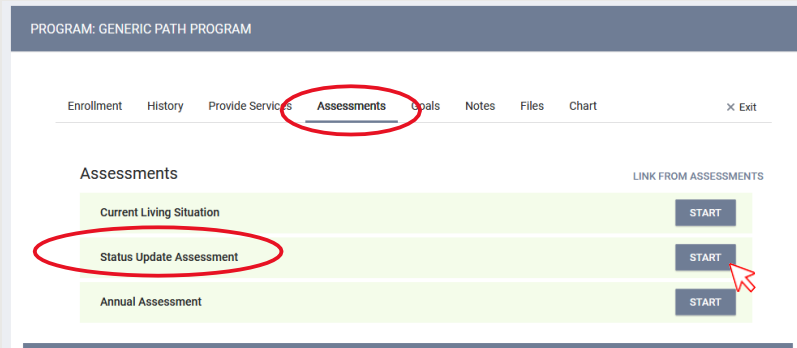 PROGRAM: GENERIC PATH PROGRAM
Enrollment History Provide Services Assessments Goals Notes Files Chart × Exit
Assessments LINK FROM ASSESSMENTS
Current Living Situation START
Status Update Assessment START
Annual Assessment START